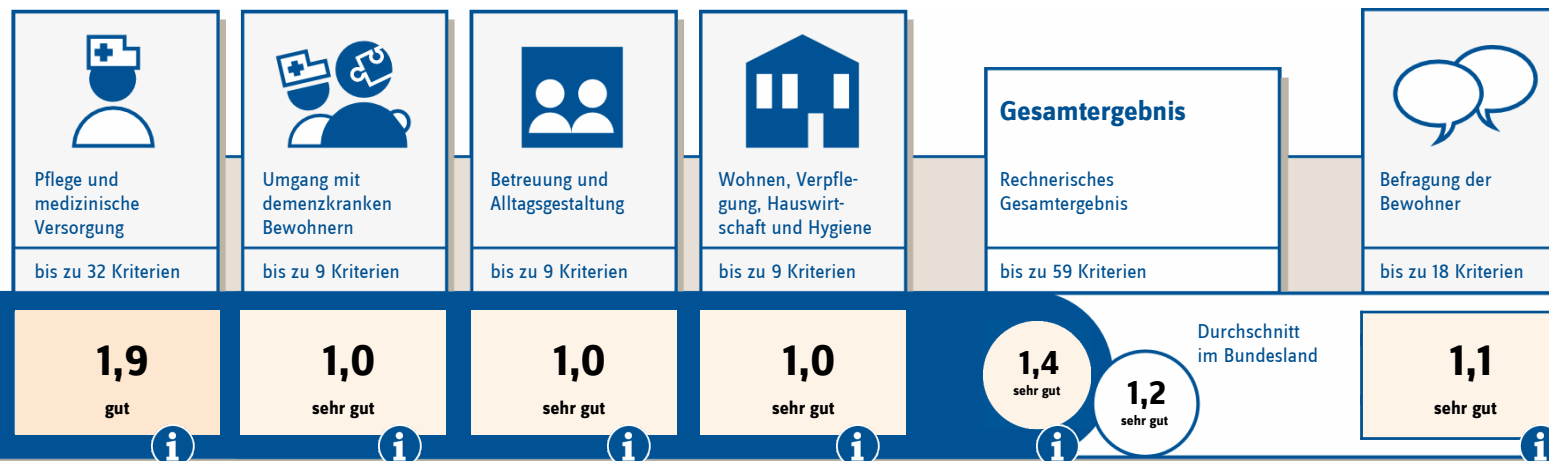 Pflege und
medizinische
Versorgung
bis zu 32 Kriterien
1,9
gut
i
Umgang mit
demenzkranken
Bewohnern
bis zu 9 Kriterien
1,0
sehr gut
i
Betreuung und
Alltagsgestaltung
bis zu 9 Kriterien
1,0
sehr gut
i
Wohnen, Verpfle-
gung, Hauswirt-
schaft und Hygiene
bis zu 9 Kriterien
1,0
sehr gut
i
Gesamtergebnis
Rechnerisches
Gesamtergebnis
bis zu 59 Kriterien
1,4
sehr gut
i
1,2
sehr gut
Durchschnitt
im Bundesland
Befragung der
Bewohner
bis zu 18 Kriterien
1,1
sehr gut
i